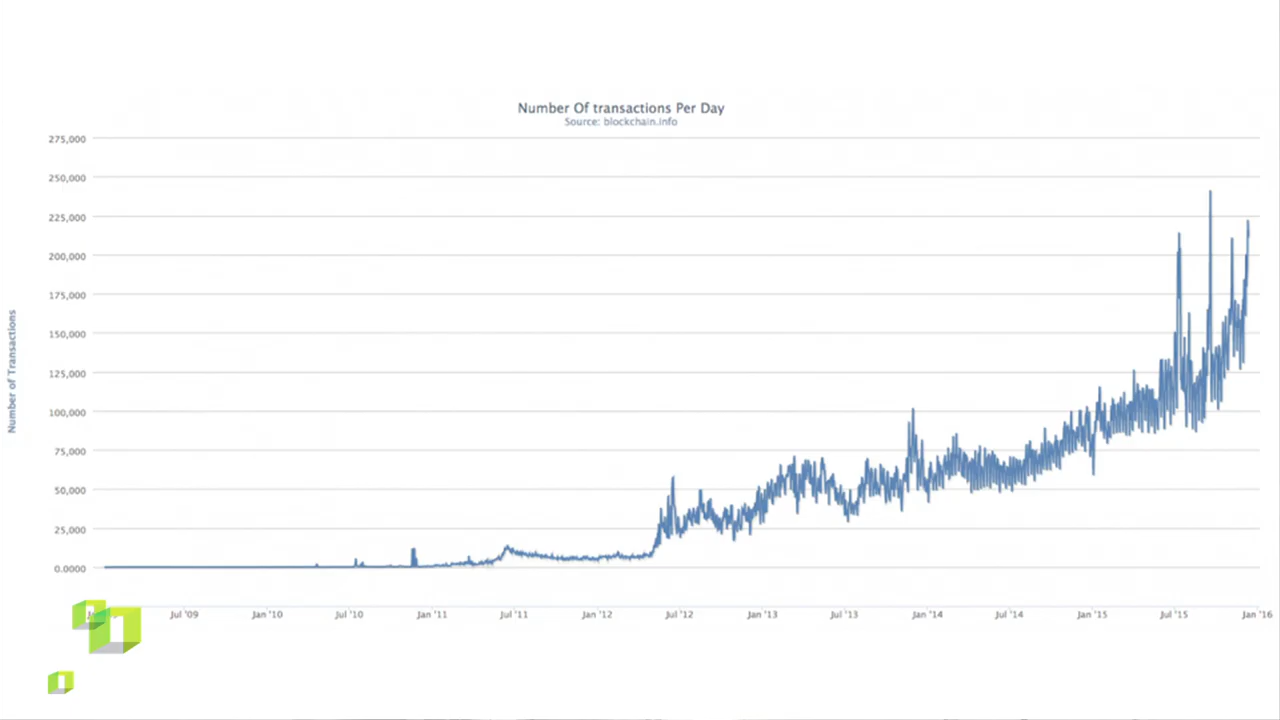 Number Of transactions Per Day
Source: blockchain.info
Number of Transactions
275,000
250,000
225,000
200,000
175,000
150,000
125,000
100,000
75,000
50,000
25,000
0.0000
Jul '09
Jan '10
Jul '10
Jan '11
Jul '11
Jan '12
Jul '12
Jan '13
Jul '13
Jan '14
Jul '14
Jan '15
Jul '15
Jan '16